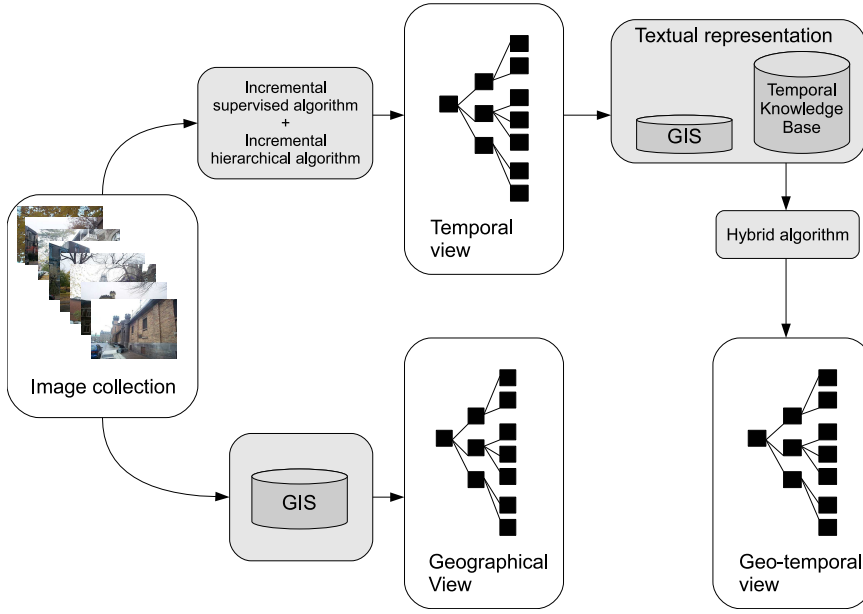 Incremental
supervised algorithm
+
Incremental
hierarchical algorithm
Temporal
view
Textual representation
GIS
Temporal
Knowledge
Base
Hybrid algorithm
Image collection
GIS
Geographical
View
Geo-temporal
view